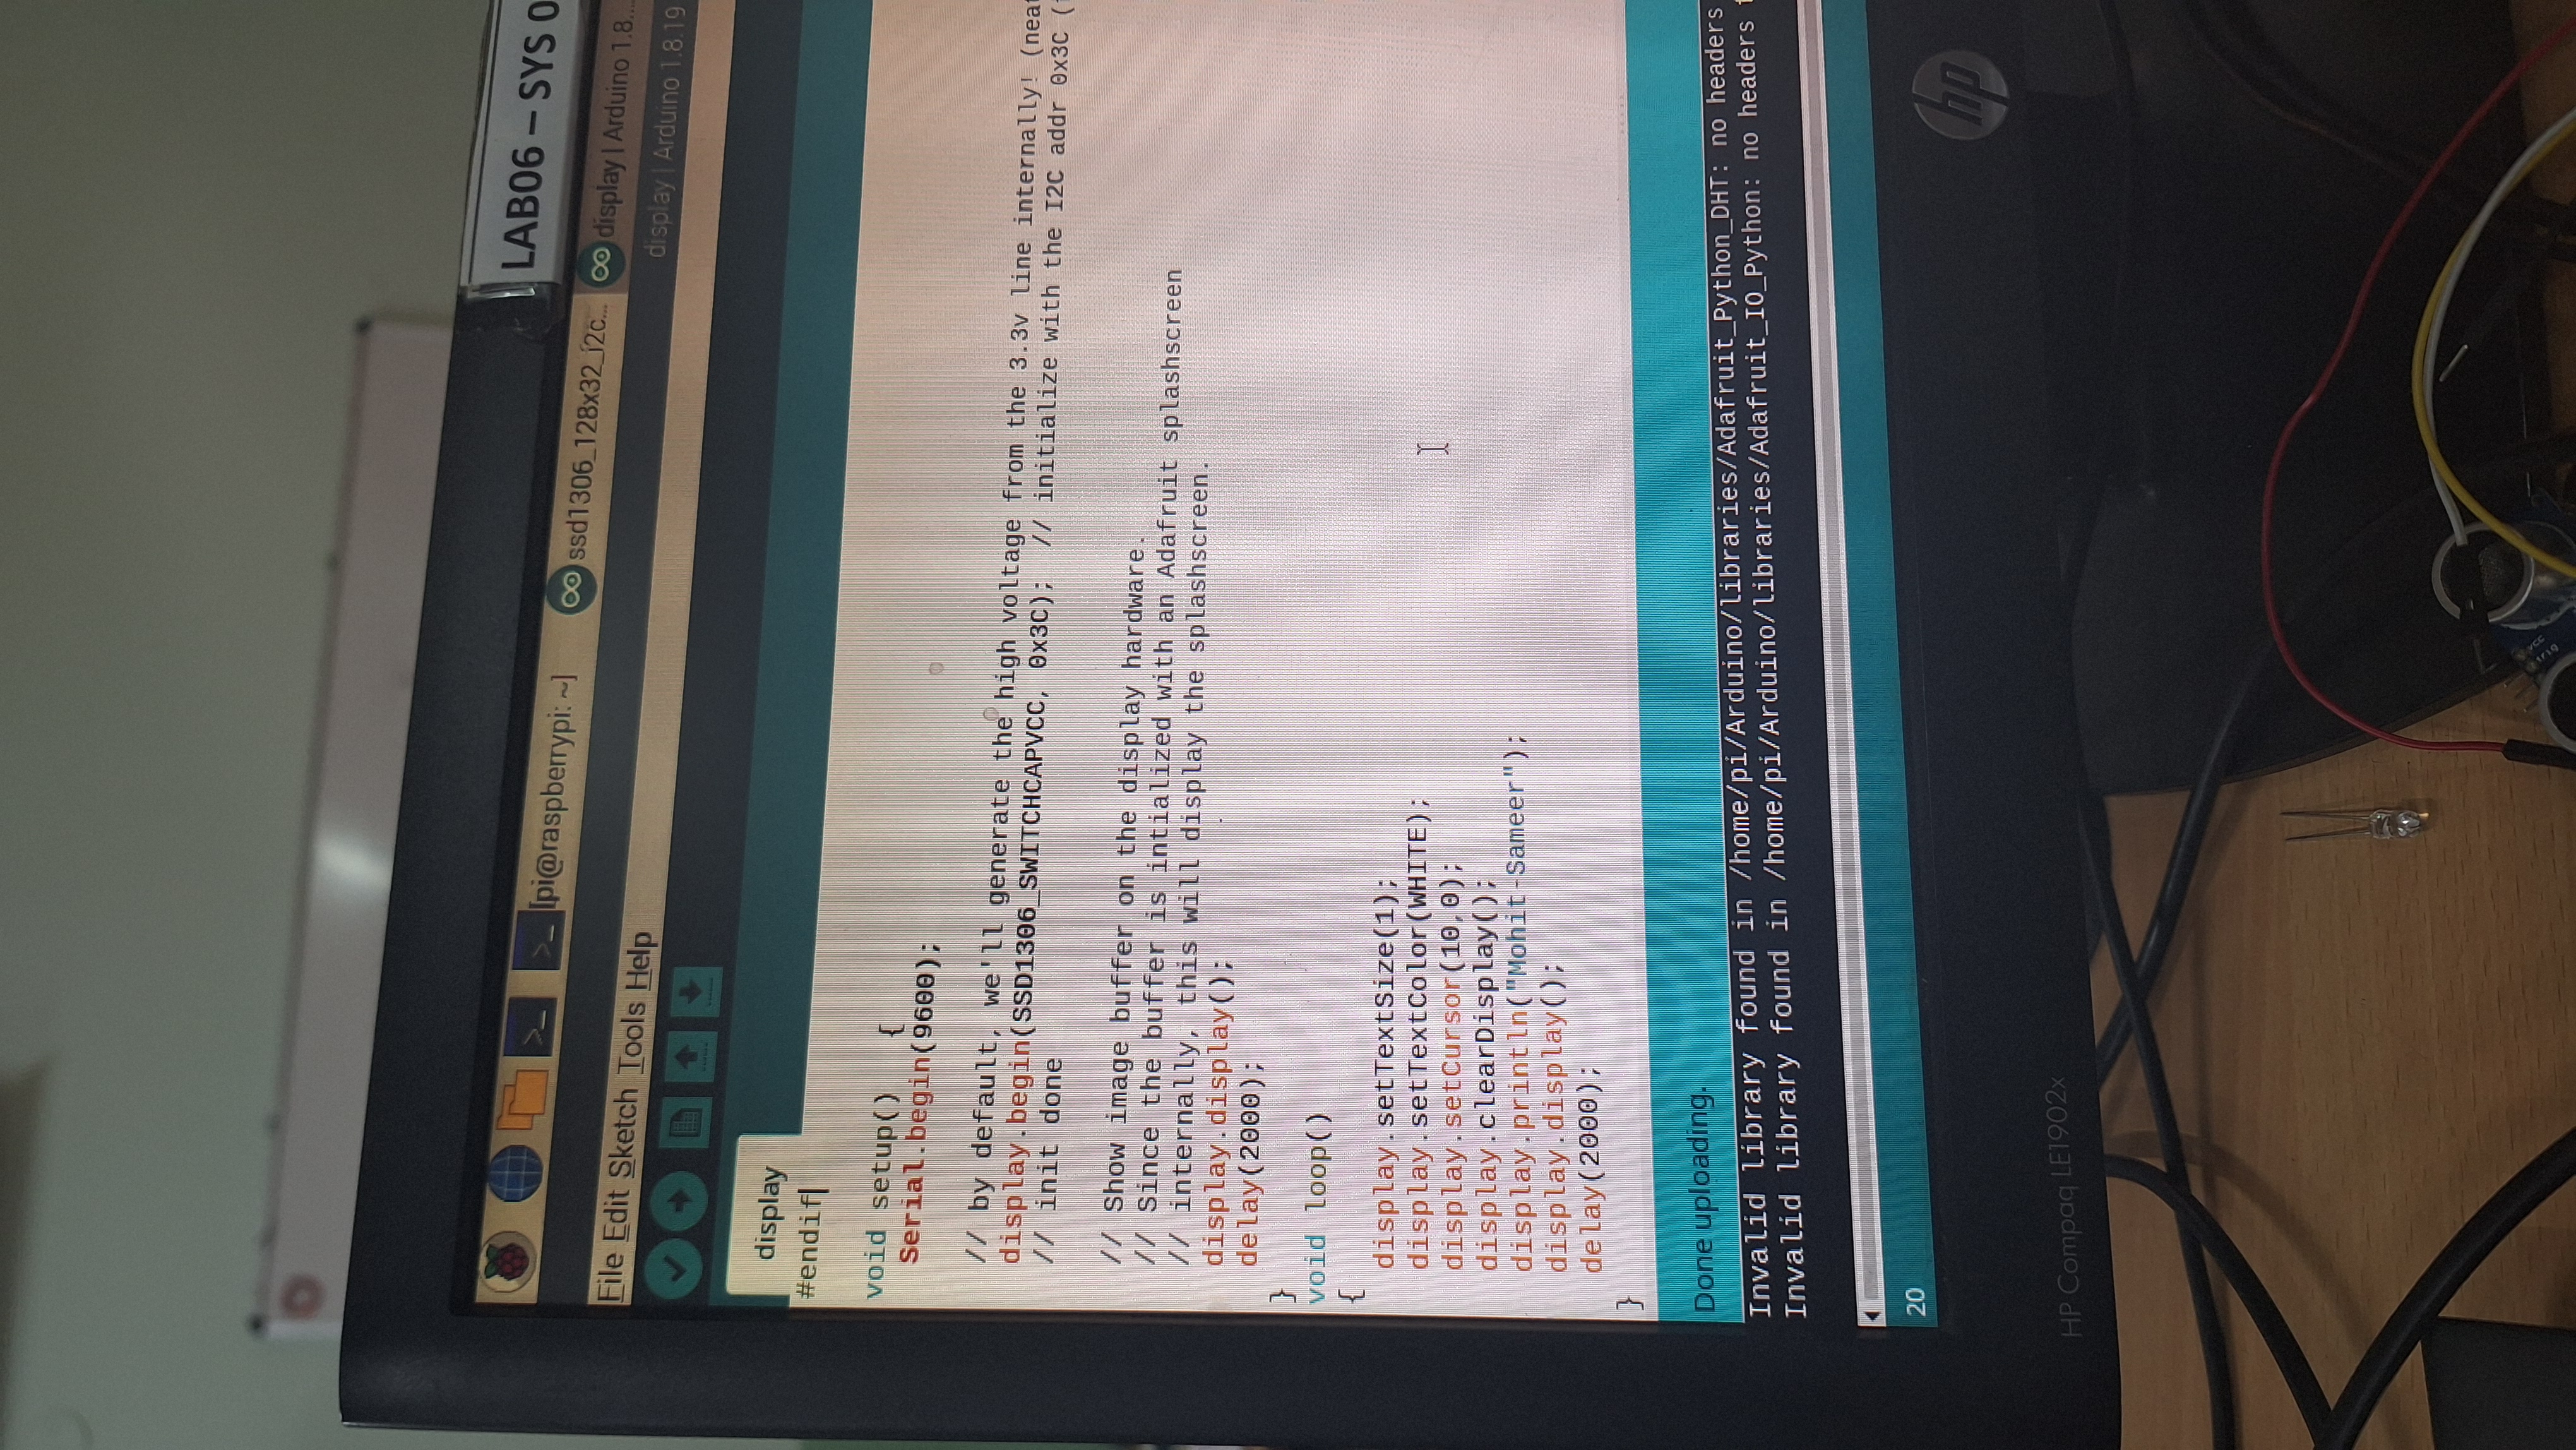 LAB06 – SYS 0
[pi@raspberrypi: ~]
ssd1306_128x32_i2c...
display | Arduino 1.8....
display | Arduino 1.8.19
File Edit Sketch Tools Help
display
#endif
void setup()   {
  Serial.begin(9600);
  // by default, we'll generate the high voltage from the 3.3v line internally! (neat
  display.begin(SSD1306_SWITCHCAPVCC, 0x3C);  // initialize with the I2C addr 0x3C (
  // init done
  // Show image buffer on the display hardware.
  // Since the buffer is intialized with an Adafruit splashscreen
  // internally, this will display the splashscreen.
  display.display();
  delay(2000);
}
void loop()
{
  display.setTextSize(1);
  display.setTextColor(WHITE);
  display.setCursor(10,0);
  display.clearDisplay();
  display.println("Mohit-Sameer");
  display.display();
  delay(2000);
}
Done uploading.
Invalid library found in /home/pi/Arduino/libraries/Adafruit_Python_DHT: no headers
Invalid library found in /home/pi/Arduino/libraries/Adafruit_IO_Python: no headers
20
hp
HP Compaq LE1902x
vcc
Trig